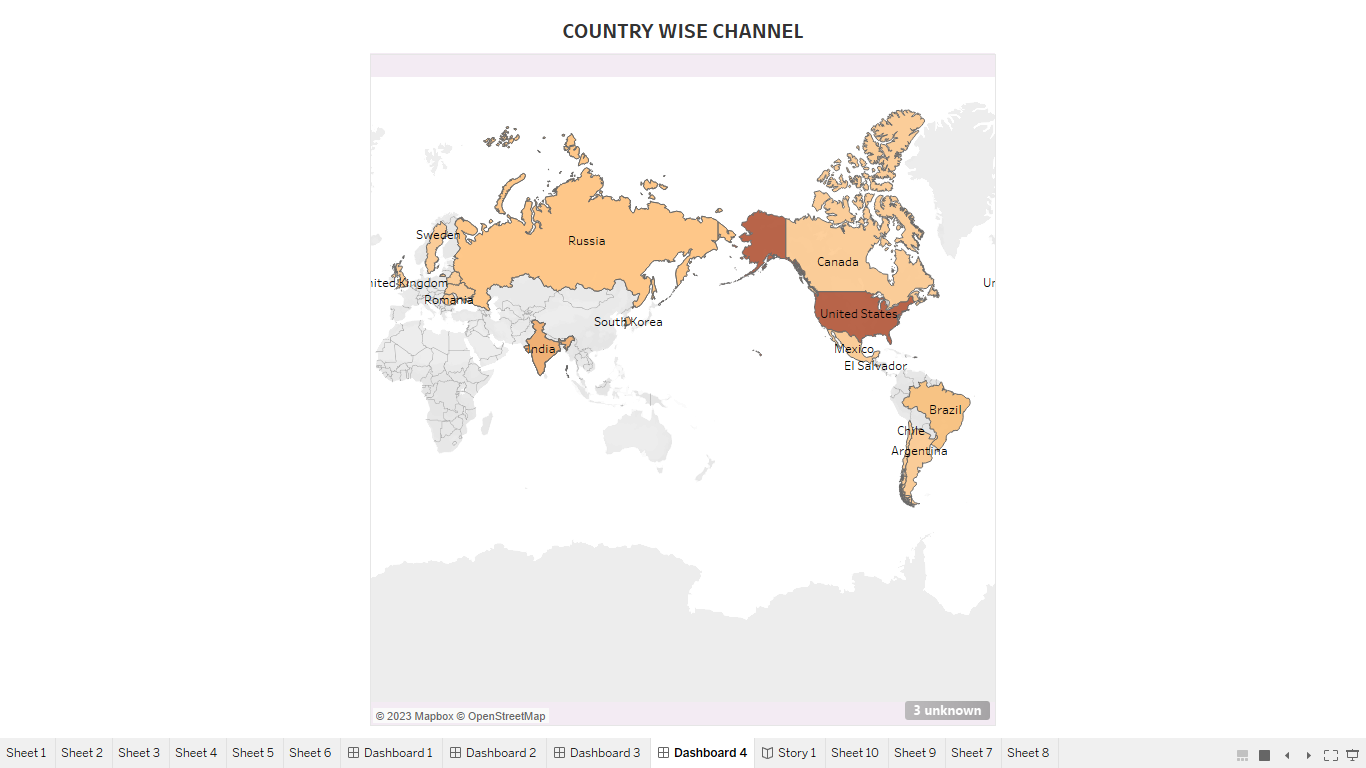 COUNTRY WISE CHANNEL
Sweden
Russia
Canada
nited Kingdom
Ur
Romania
United States
South Korea
India
Mexico
El Salvador
Brazil
Chile
Argentina
© 2023 Mapbox © OpenStreetMap
3 unknown
Sheet 1 Sheet 2 Sheet 3 Sheet 4 Sheet 5 Sheet 6 Dashboard 1 Dashboard 2 Dashboard 3 Dashboard 4 Story 1 Sheet 10 Sheet 9 Sheet 7 Sheet 8